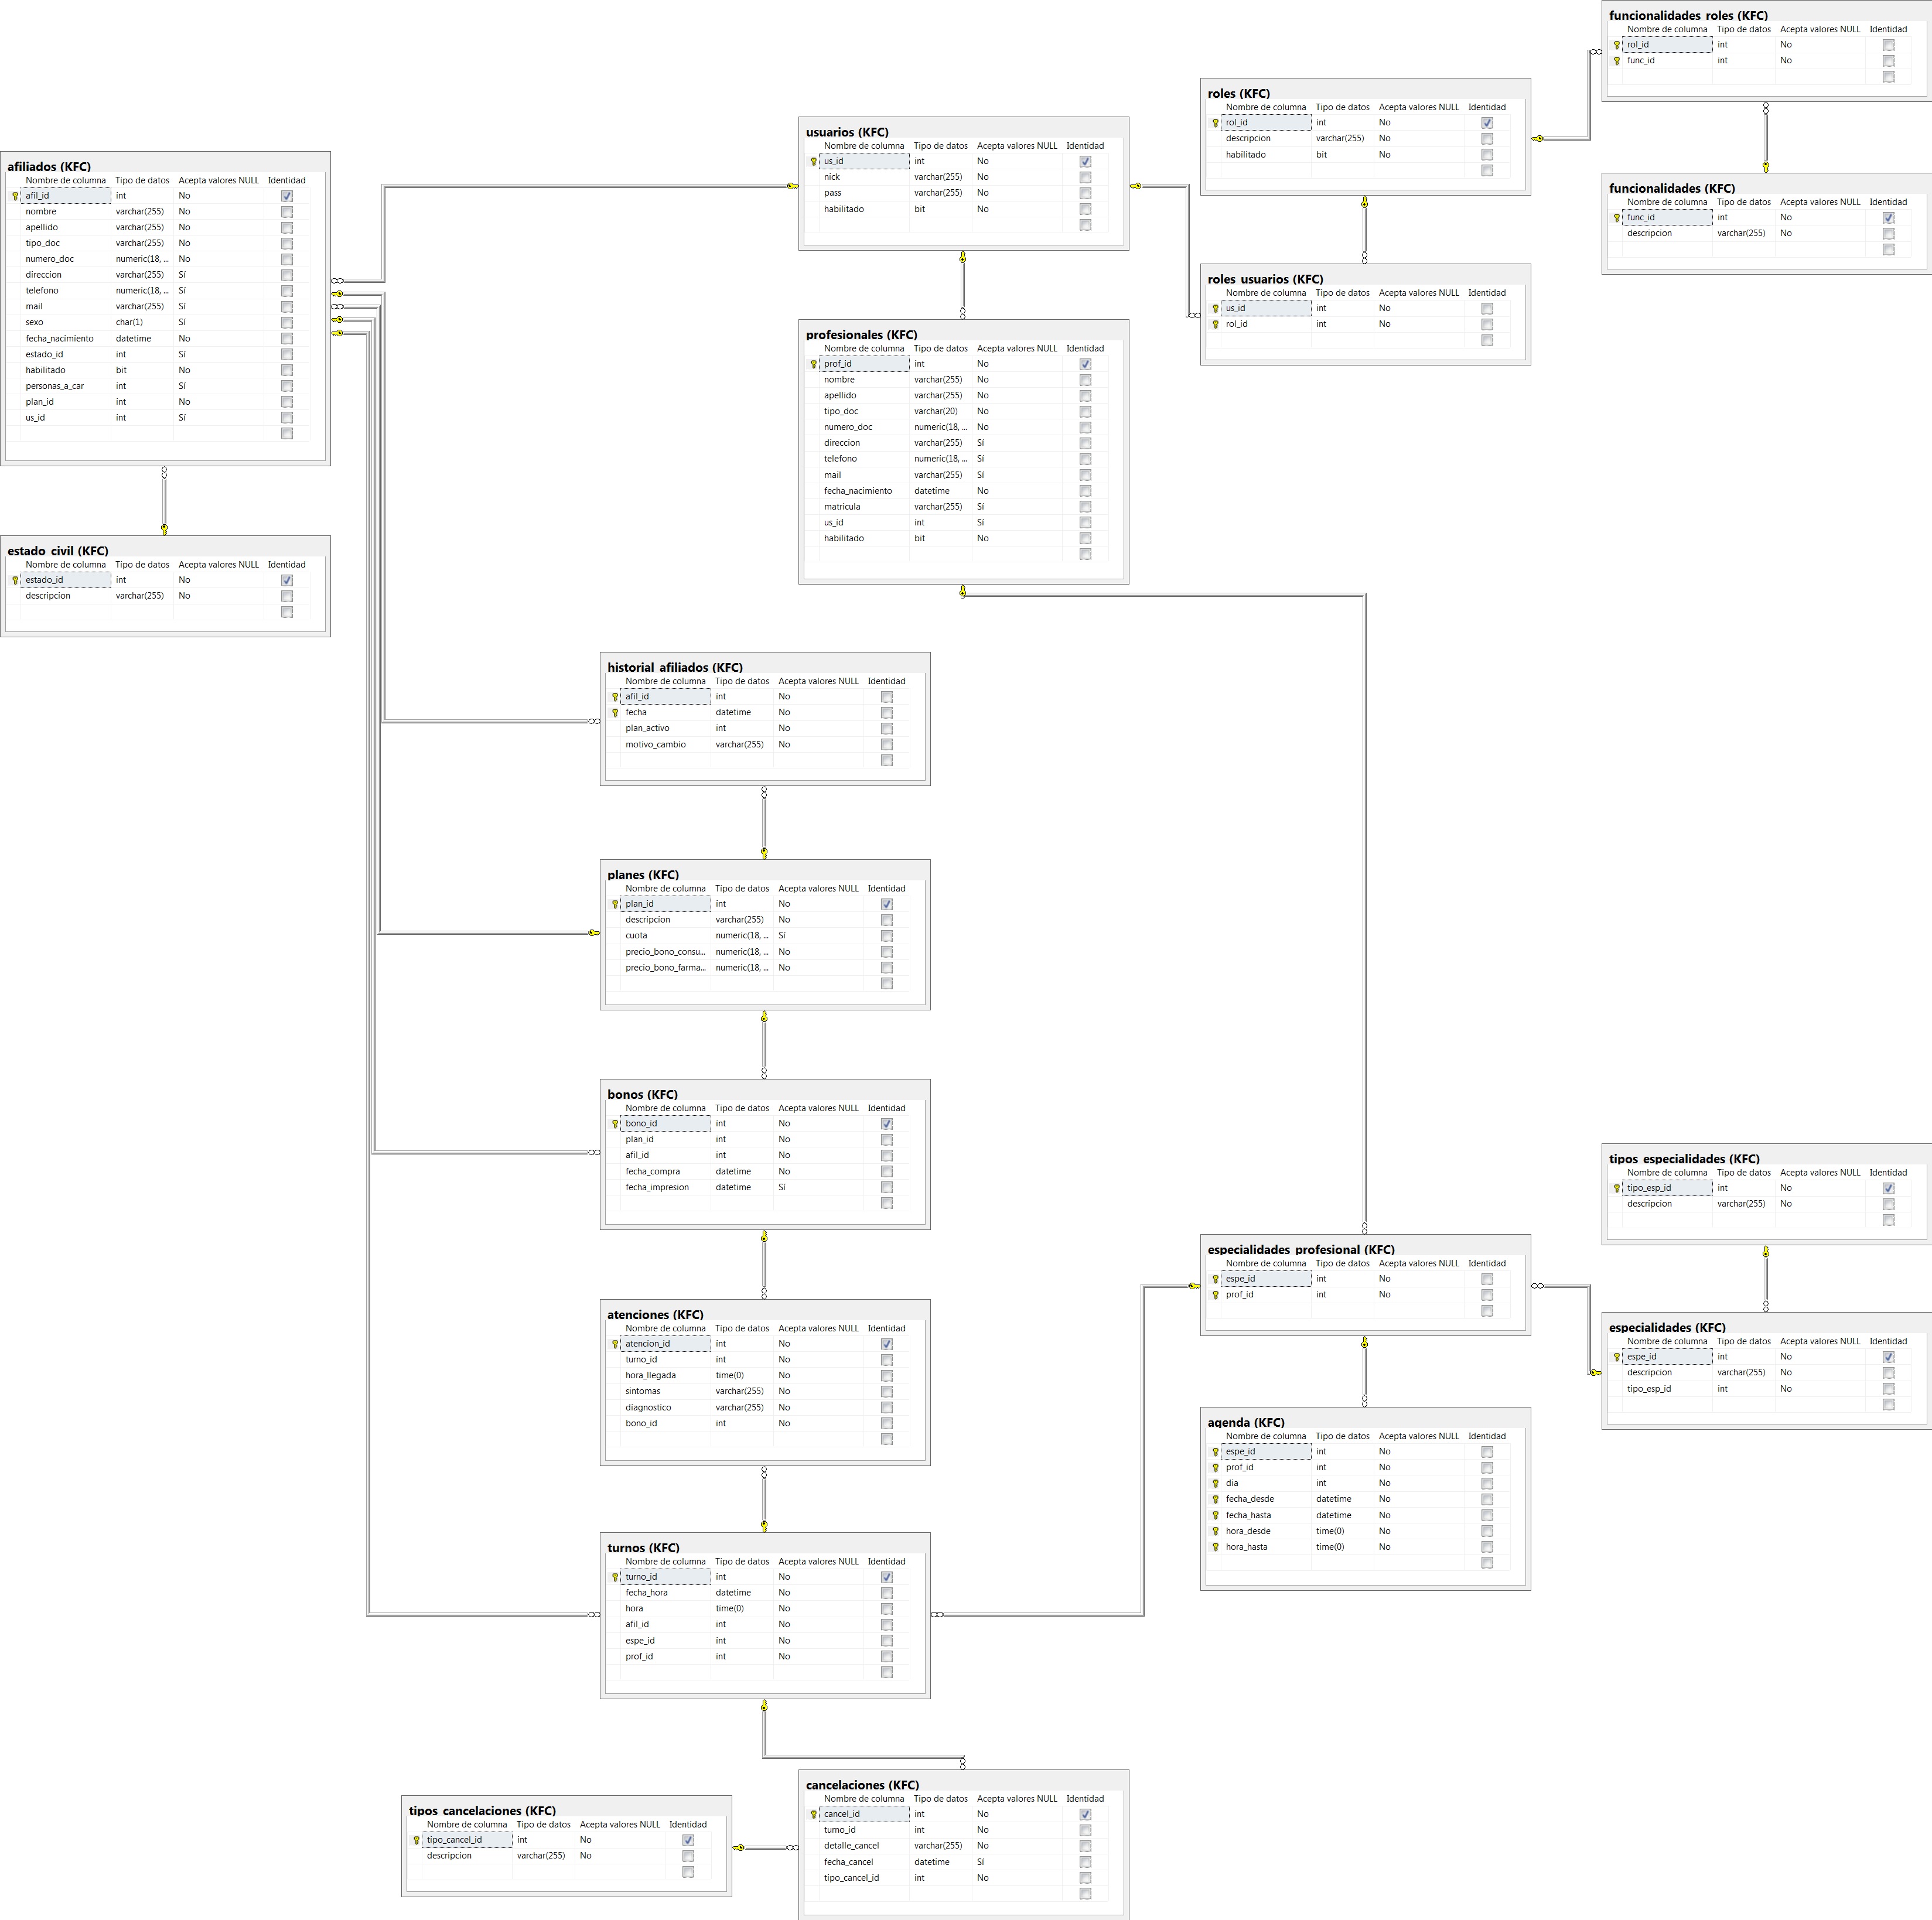 funcionalidades_roles (KFC)
Nombre de columna Tipo de datos Acepta valores NULL Identidad
rol_id int No
func_id int No
roles (KFC)
Nombre de columna Tipo de datos Acepta valores NULL Identidad
rol_id int No
descripcion varchar(255) No
habilitado bit No
usuarios (KFC)
Nombre de columna Tipo de datos Acepta valores NULL Identidad
us_id int No
nick varchar(255) No
pass varchar(255) No
habilitado bit No
afiliados (KFC)
Nombre de columna Tipo de datos Acepta valores NULL Identidad
afil_id int No
nombre varchar(255) No
apellido varchar(255) No
tipo_doc varchar(255) No
numero_doc numeric(18, ... No
direccion varchar(255) Sí
telefono numeric(18, ... Sí
mail varchar(255) Sí
sexo char(1) Sí
fecha_nacimiento datetime No
estado_id int Sí
habilitado bit No
personas_a_car int Sí
plan_id int No
us_id int Sí
funcionalidades (KFC)
Nombre de columna Tipo de datos Acepta valores NULL Identidad
func_id int No
descripcion varchar(255) No
roles_usuarios (KFC)
Nombre de columna Tipo de datos Acepta valores NULL Identidad
us_id int No
rol_id int No
profesionales (KFC)
Nombre de columna Tipo de datos Acepta valores NULL Identidad
prof_id int No
nombre varchar(255) No
apellido varchar(255) No
tipo_doc varchar(20) No
numero_doc numeric(18, ... No
direccion varchar(255) Sí
telefono numeric(18, ... Sí
mail varchar(255) Sí
fecha_nacimiento datetime No
matricula varchar(255) Sí
us_id int Sí
habilitado bit No
estado_civil (KFC)
Nombre de columna Tipo de datos Acepta valores NULL Identidad
estado_id int No
descripcion varchar(255) No
historial_afiliados (KFC)
Nombre de columna Tipo de datos Acepta valores NULL Identidad
afil_id int No
fecha datetime No
plan_activo int No
motivo_cambio varchar(255) No
planes (KFC)
Nombre de columna Tipo de datos Acepta valores NULL Identidad
plan_id int No
descripcion varchar(255) No
cuota numeric(18, ... Sí
precio_bono_consu... numeric(18, ... No
precio_bono_farma... numeric(18, ... No
bonos (KFC)
Nombre de columna Tipo de datos Acepta valores NULL Identidad
bono_id int No
plan_id int No
afil_id int No
fecha_compra datetime No
fecha_impresion datetime Sí
tipos_especialidades (KFC)
Nombre de columna Tipo de datos Acepta valores NULL Identidad
tipo_esp_id int No
descripcion varchar(255) No
especialidades_profesional (KFC)
Nombre de columna Tipo de datos Acepta valores NULL Identidad
espe_id int No
prof_id int No
atenciones (KFC)
Nombre de columna Tipo de datos Acepta valores NULL Identidad
atencion_id int No
turno_id int No
hora_llegada time(0) No
sintomas varchar(255) No
diagnostico varchar(255) No
bono_id int No
especialidades (KFC)
Nombre de columna Tipo de datos Acepta valores NULL Identidad
espe_id int No
descripcion varchar(255) No
tipo_esp_id int No
agenda (KFC)
Nombre de columna Tipo de datos Acepta valores NULL Identidad
espe_id int No
prof_id int No
dia int No
fecha_desde datetime No
fecha_hasta datetime No
hora_desde time(0) No
hora_hasta time(0) No
turnos (KFC)
Nombre de columna Tipo de datos Acepta valores NULL Identidad
turno_id int No
fecha_hora datetime No
hora time(0) No
afil_id int No
espe_id int No
prof_id int No
cancelaciones (KFC)
Nombre de columna Tipo de datos Acepta valores NULL Identidad
cancel_id int No
turno_id int No
detalle_cancel varchar(255) No
fecha_cancel datetime Sí
tipo_cancel_id int No
tipos_cancelaciones (KFC)
Nombre de columna Tipo de datos Acepta valores NULL Identidad
tipo_cancel_id int No
descripcion varchar(255) No